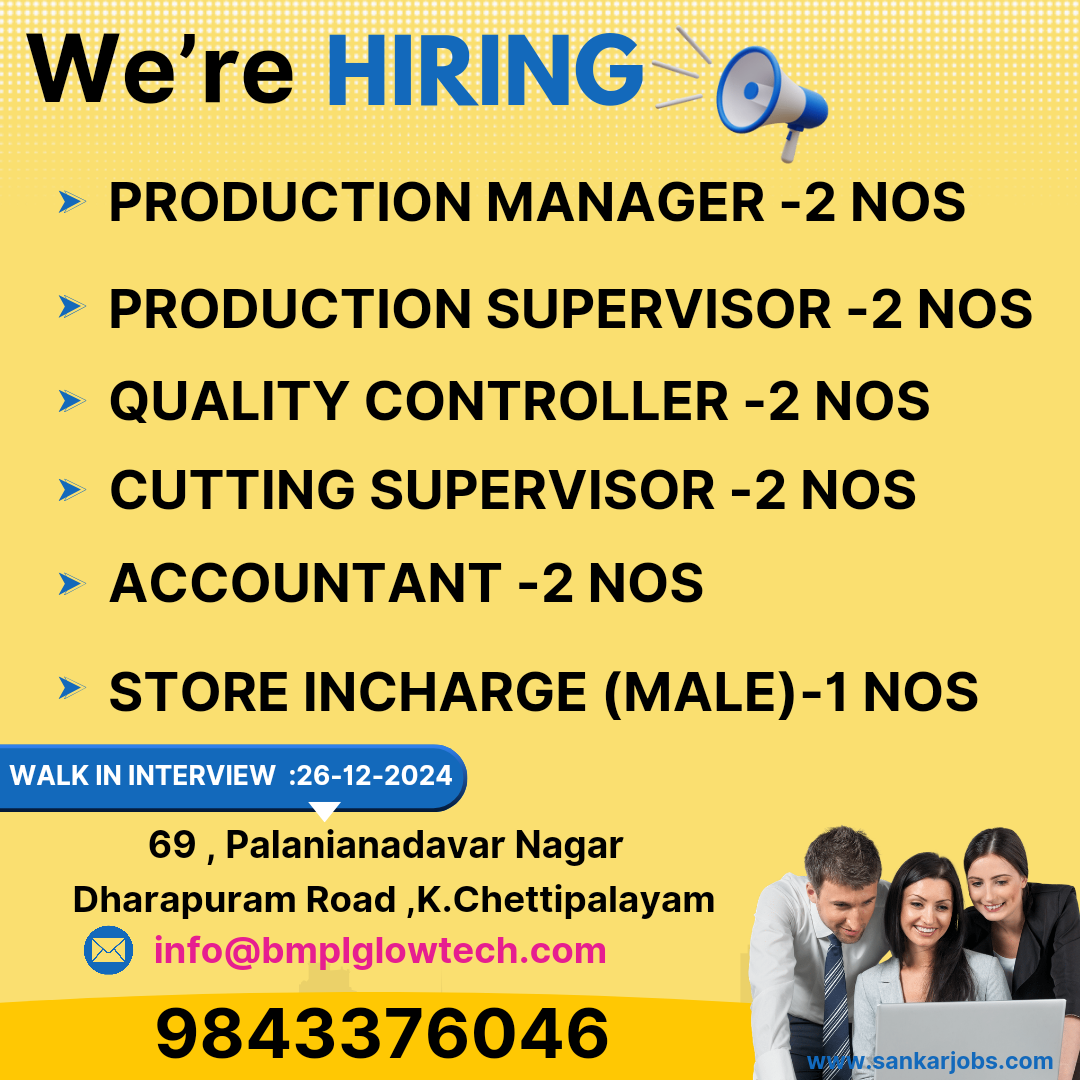 We’re HIRING
PRODUCTION MANAGER -2 NOS
PRODUCTION SUPERVISOR -2 NOS
QUALITY CONTROLLER -2 NOS
CUTTING SUPERVISOR -2 NOS
ACCOUNTANT -2 NOS
STORE INCHARGE (MALE)-1 NOS
WALK IN INTERVIEW :26-12-2024
69 , Palanianadavar Nagar
Dharapuram Road ,K.Chettipalayam
info@bmplglowtech.com
9843376046
www.sankarjobs.com